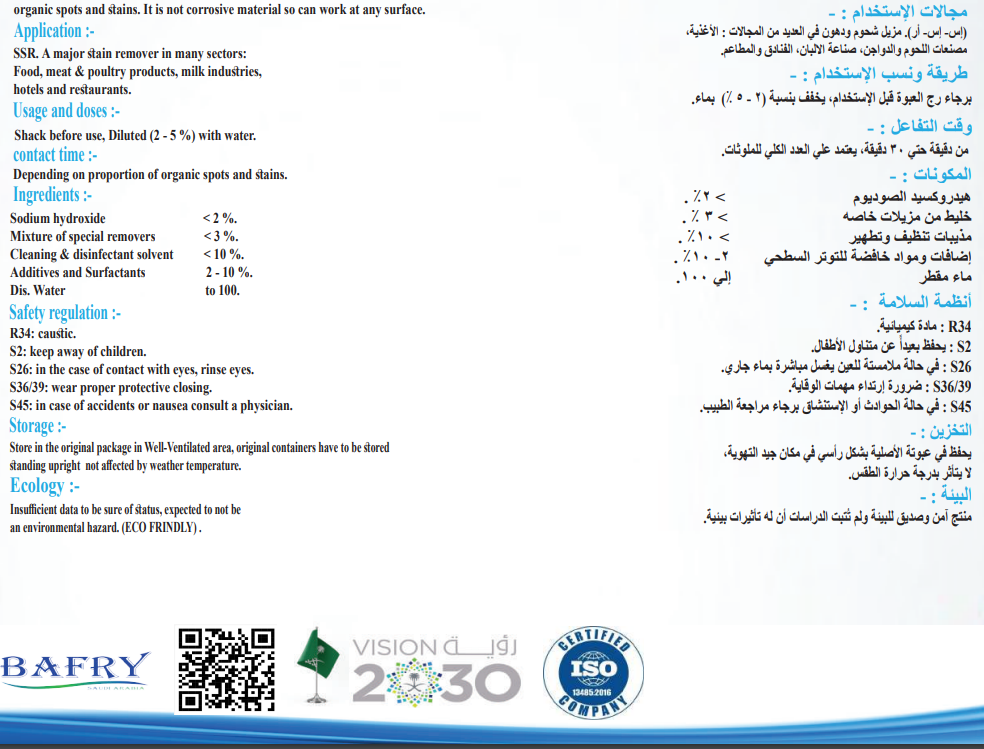 organic spots and stains. It is not corrosive material so can work at any surface.
Application :-
SSR. A major stain remover in many sectors:
Food, meat & poultry products, milk industries,
hotels and restaurants.
Usage and doses :-
Shack before use, Diluted (2 - 5 %) with water.
contact time :-
Depending on proportion of organic spots and stains.
Ingredients :-
Sodium hydroxide < 2 %.
Mixture of special removers < 3 %.
Cleaning & disinfectant solvent < 10 %.
Additives and Surfactants 2 - 10 %.
Dis. Water to 100.
Safety regulation :-
R34: caustic.
S2: keep away of children.
S26: in the case of contact with eyes, rinse eyes.
S36/39: wear proper protective closing.
S45: in case of accidents or nausea consult a physician.
Storage :-
Store in the original package in Well-Ventilated area, original containers have to be stored
standing upright not affected by weather temperature.
Ecology :-
Insufficient data to be sure of status, expected to not be
an environmental hazard. (ECO FRINDLY) .
مجالات الإستخدام : -
(إس- إس- أر). مزيل شحوم ودهون في العديد من المجالات : الأغذية،
مصنعات اللحوم والدواجن، صناعة الالبان، الفنادق والمطاعم.
طريقة ونسب الإستخدام : -
برجاء رج العبوة قبل الإستخدام، يخفف بنسبة (٢ - ٥ ٪) بماء.
وقت التفاعل : -
من دقيقة حتي ٣٠ دقيقة، يعتمد علي العدد الكلي للملوثات.
المكونات : -
هيدروكسيد الصوديوم > ٢٪ .
خليط من مزيلات خاصه > ٣ ٪ .
مذيبات تنظيف وتطهير > ١٠٪ .
إضافات ومواد خافضة للتوتر السطحي ٢- ١٠٪ .
ماء مقطر إلي ١٠٠.
أنظمة السلامة : -
R34 : مادة كيميائية.
S2 : يحفظ بعيداً عن متناول الأطفال.
S26 : في حالة ملامستة للعين يغسل مباشرة بماء جاري.
S36/39 : ضرورة إرتداء مهمات الوقاية.
S45 : في حالة الحوادث أو الإستنشاق برجاء مراجعة الطبيب.
التخزين : -
يحفظ في عبوتة الأصلية بشكل رأسي في مكان جيد التهوية،
لا يتأثر بدرجة حرارة الطقس.
البيئة : -
منتج آمن وصديق للبيئة ولم تُثبت الدراسات أن له تأثيرات بيئية.
BAFRY
SAUDI ARABIA
VISION رؤيــة
2030
CERTIFIED
ISO
13485:2016
COMPANY